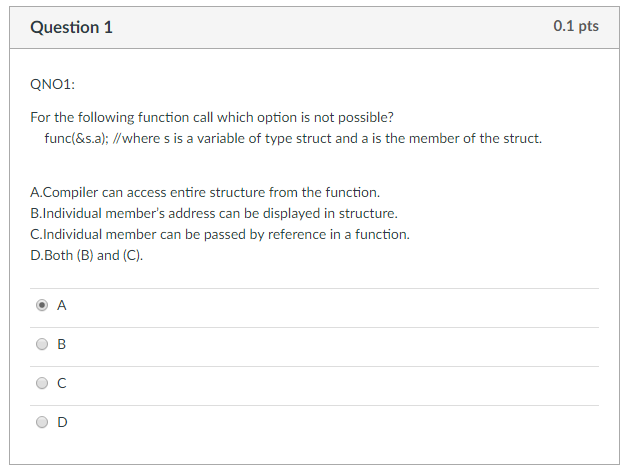 Question 1 0.1 pts
QNO1:
For the following function call which option is not possible?
func(&s.a); //where s is a variable of type struct and a is the member of the struct.
A.Compiler can access entire structure from the function.
B.Individual member's address can be displayed in structure.
C.Individual member can be passed by reference in a function.
D.Both (B) and (C).
A
B
C
D